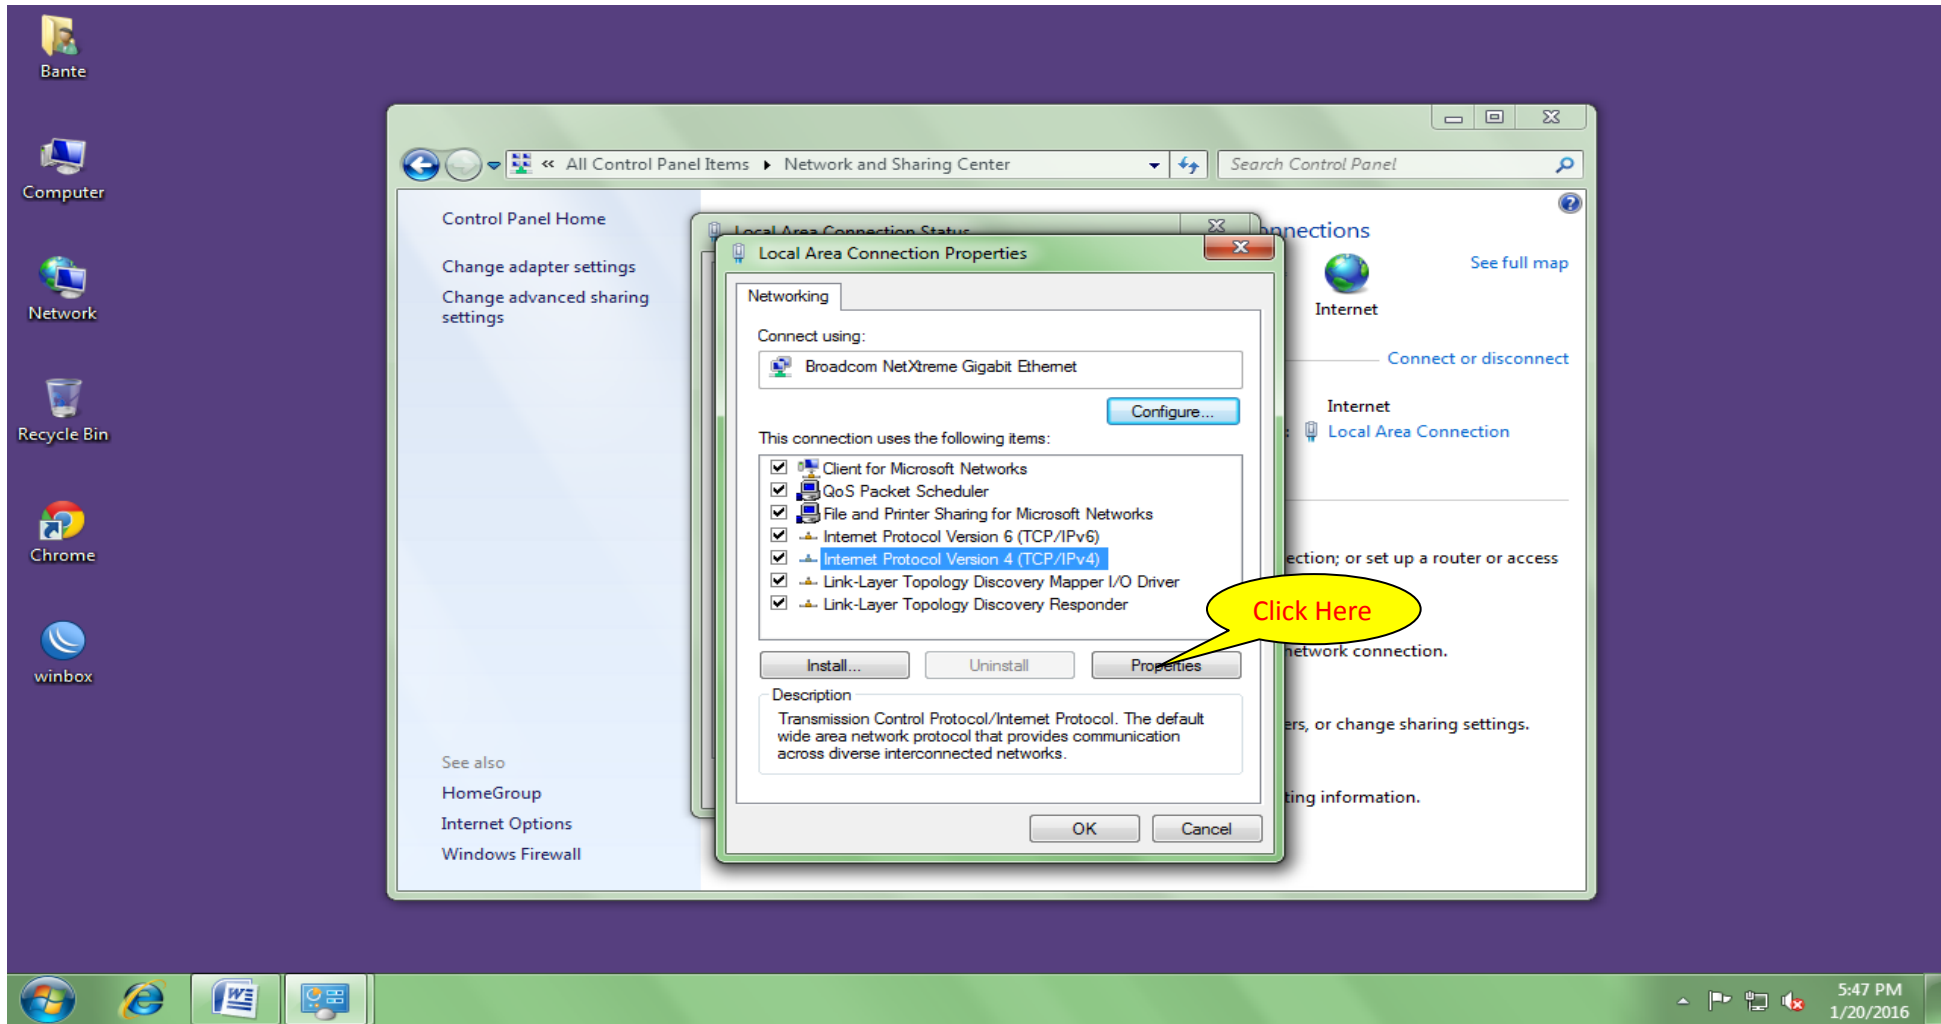 Bante
Computer
Network
Recycle Bin
Chrome
winbox
« All Control Panel Items ▸ Network and Sharing Center
Search Control Panel
Control Panel Home
Change adapter settings
Change advanced sharing
settings
See also
HomeGroup
Internet Options
Windows Firewall
Local Area Connection Status
Local Area Connection Properties
Networking
Connect using:
Broadcom NetXtreme Gigabit Ethernet
Configure...
This connection uses the following items:
Client for Microsoft Networks
QoS Packet Scheduler
File and Printer Sharing for Microsoft Networks
Internet Protocol Version 6 (TCP/IPv6)
Internet Protocol Version 4 (TCP/IPv4)
Link-Layer Topology Discovery Mapper I/O Driver
Link-Layer Topology Discovery Responder
Click Here
Install...
Uninstall
Properties
Description
Transmission Control Protocol/Internet Protocol. The default
wide area network protocol that provides communication
across diverse interconnected networks.
OK
Cancel
See full map
Internet
Connect or disconnect
Internet
Local Area Connection
or set up a router or access
network connection.
or change sharing settings.
information.
5:47 PM
1/20/2016